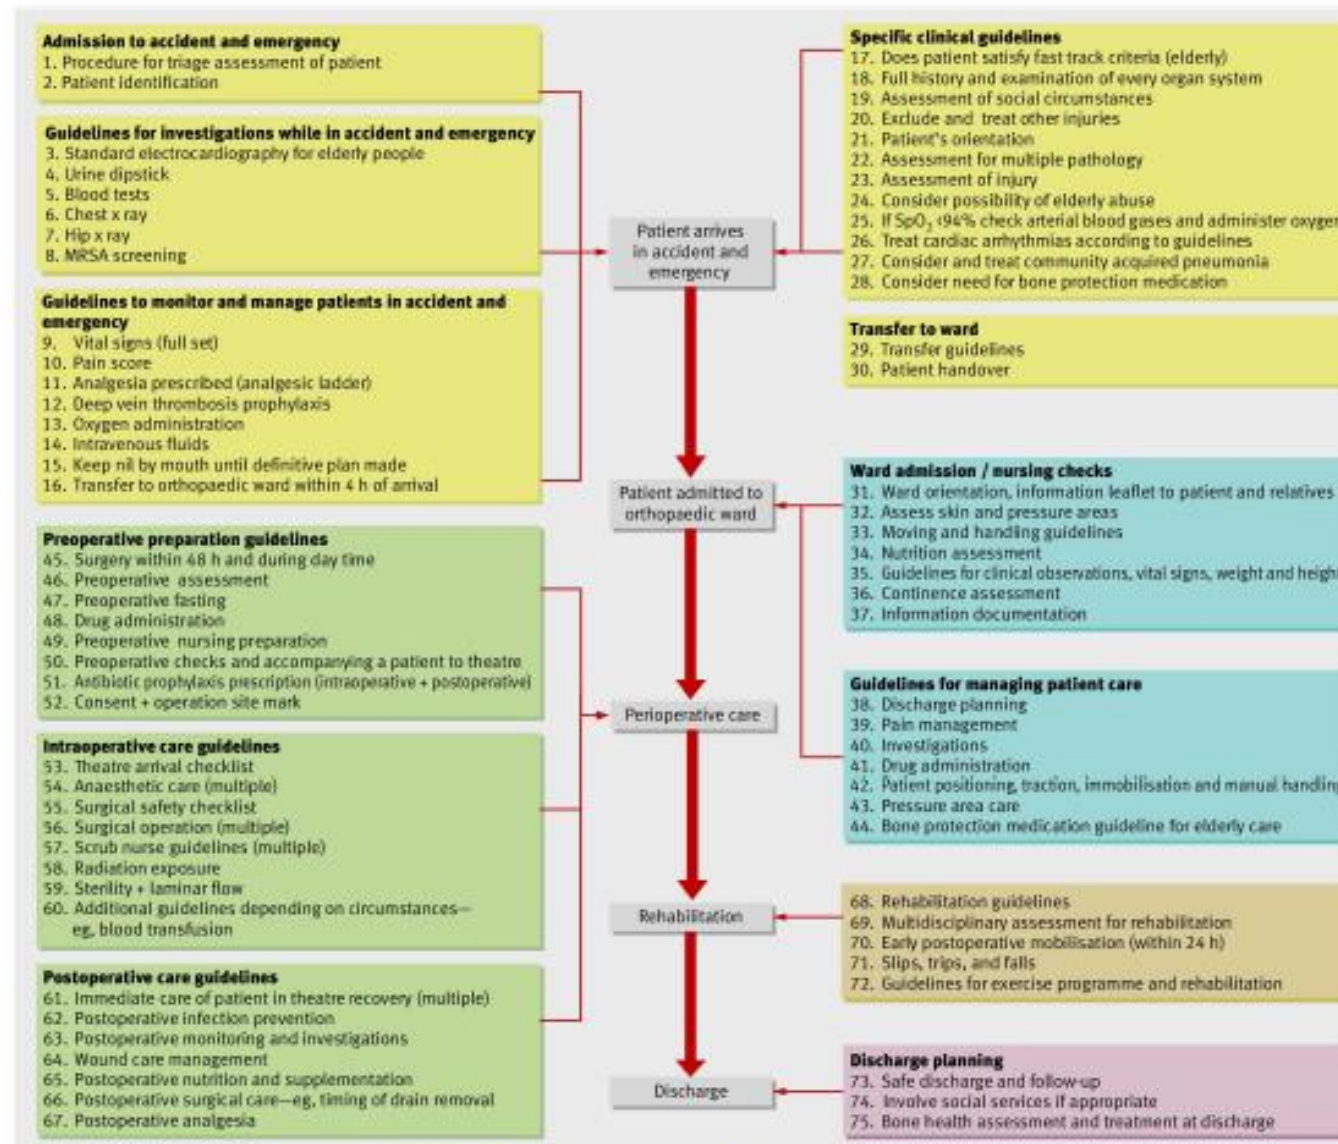 Admission to accident and emergency
1. Procedure for triage assessment of patient
2. Patient identification
Guidelines for investigations while in accident and emergency
3. Standard electrocardiography for elderly people
4. Urine dipstick
5. Blood tests
6. Chest x ray
7. Hip x ray
8. MRSA screening
Guidelines to monitor and manage patients in accident and
emergency
9. Vital signs (full set)
10. Pain score
11. Analgesia prescribed (analgesic ladder)
12. Deep vein thrombosis prophylaxis
13. Oxygen administration
14. Intravenous fluids
15. Keep nil by mouth until definitive plan made
16. Transfer to orthopaedic ward within 4 h of arrival
Specific clinical guidelines
17. Does patient satisfy fast track criteria (elderly)
18. Full history and examination of every organ system
19. Assessment of social circumstances
20. Exclude and treat other injuries
21. Patient's orientation
22. Assessment for multiple pathology
23. Assessment of injury
24. Consider possibility of elderly abuse
25. If SpO₂ <94% check arterial blood gases and administer oxygen
26. Treat cardiac arrhythmias according to guidelines
27. Consider and treat community acquired pneumonia
28. Consider need for bone protection medication
Transfer to ward
29. Transfer guidelines
30. Patient handover
Patient arrives
in accident and
emergency
Patient admitted to
orthopaedic ward
Ward admission / nursing checks
31. Ward orientation, information leaflet to patient and relatives
32. Assess skin and pressure areas
33. Moving and handling guidelines
34. Nutrition assessment
35. Guidelines for clinical observations, vital signs, weight and height
36. Continence assessment
37. Information documentation
Guidelines for managing patient care
38. Discharge planning
39. Pain management
40. Investigations
41. Drug administration
42. Patient positioning, traction, immobilisation and manual handling
43. Pressure area care
44. Bone protection medication guideline for elderly care
Preoperative preparation guidelines
45. Surgery within 48 h and during day time
46. Preoperative assessment
47. Preoperative fasting
48. Drug administration
49. Preoperative nursing preparation
50. Preoperative checks and accompanying a patient to theatre
51. Antibiotic prophylaxis prescription (intraoperative + postoperative)
52. Consent + operation site mark
Perioperative care
Intraoperative care guidelines
53. Theatre arrival checklist
54. Anaesthetic care (multiple)
55. Surgical safety checklist
56. Surgical operation (multiple)
57. Scrub nurse guidelines (multiple)
58. Radiation exposure
59. Sterility + laminar flow
60. Additional guidelines depending on circumstances—
eg, blood transfusion
Postoperative care guidelines
61. Immediate care of patient in theatre recovery (multiple)
62. Postoperative infection prevention
63. Postoperative monitoring and investigations
64. Wound care management
65. Postoperative nutrition and supplementation
66. Postoperative surgical care—eg, timing of drain removal
67. Postoperative analgesia
Rehabilitation
68. Rehabilitation guidelines
69. Multidisciplinary assessment for rehabilitation
70. Early postoperative mobilisation (within 24 h)
71. Slips, trips, and falls
72. Guidelines for exercise programme and rehabilitation
Discharge
Discharge planning
73. Safe discharge and follow-up
74. Involve social services if appropriate
75. Bone health assessment and treatment at discharge